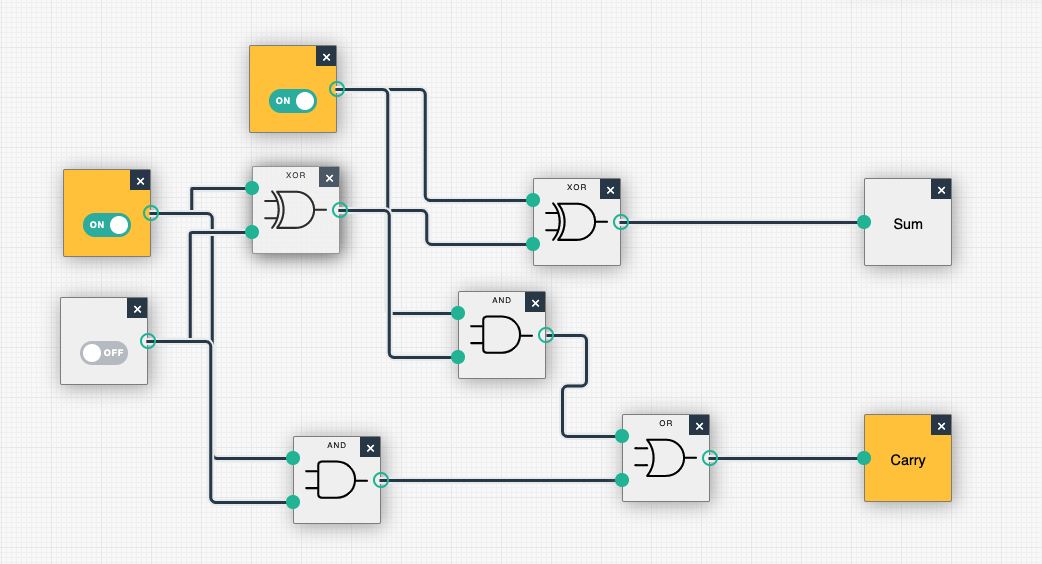 ON
XOR
ON
XOR
Sum
AND
OFF
OR
AND
Carry